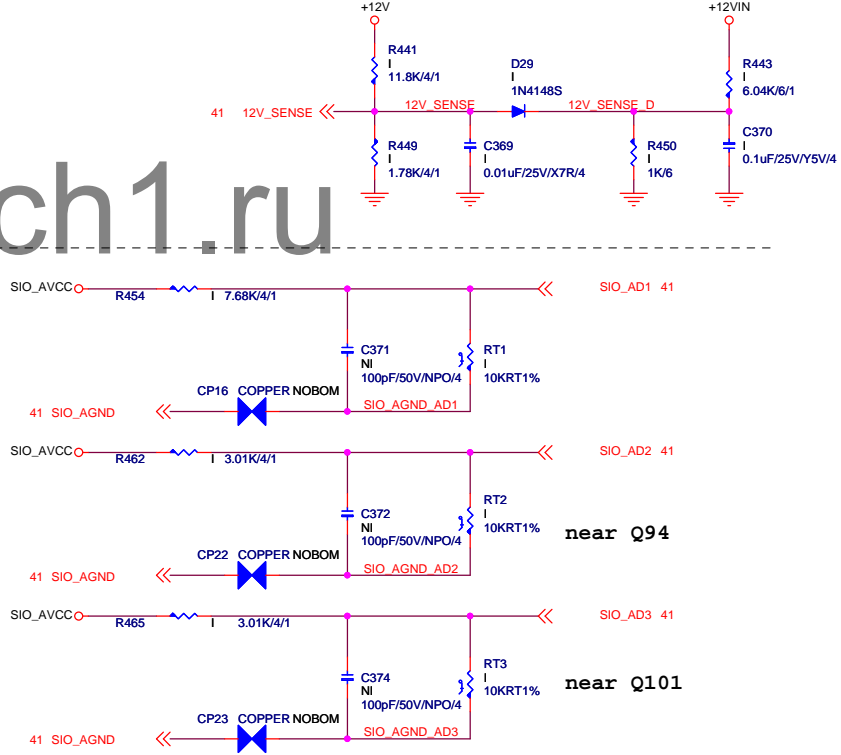 +12V
+12VIN
R441
I
11.8K/4/1
D29
I
1N4148S
R443
I
6.04K/6/1
41 12V_SENSE
12V_SENSE
12V_SENSE_D
R449
I
1.78K/4/1
C369
I
0.01uF/25V/X7R/4
R450
I
1K/6
C370
I
0.1uF/25V/Y5V/4
ch1.ru
SIO_AVCC
R454
I 7.68K/4/1
SIO_AD1 41
C371
NI
100pF/50V/NPO/4
RT1
I
10KRT1%
CP16 COPPER NOBOM
41 SIO_AGND
SIO_AGND_AD1
SIO_AVCC
R462
I 3.01K/4/1
SIO_AD2 41
C372
NI
100pF/50V/NPO/4
RT2
I
10KRT1%
near Q94
CP22 COPPER NOBOM
41 SIO_AGND
SIO_AGND_AD2
SIO_AVCC
R465
I 3.01K/4/1
SIO_AD3 41
C374
NI
100pF/50V/NPO/4
RT3
I
10KRT1%
near Q101
CP23 COPPER NOBOM
41 SIO_AGND
SIO_AGND_AD3